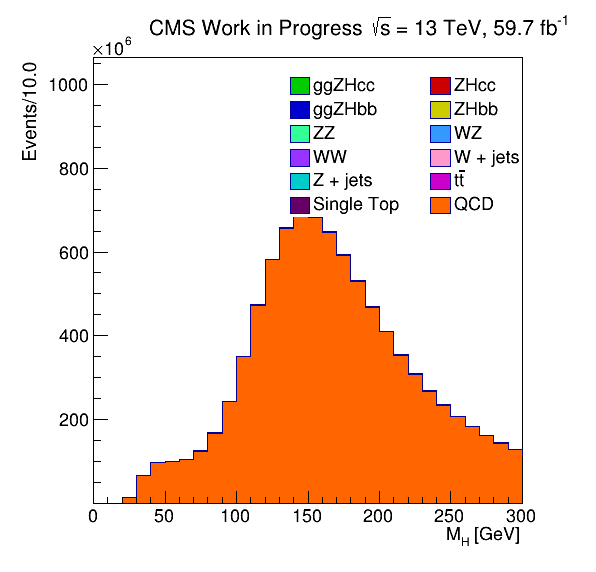 CMS Work in Progress √s = 13 TeV, 59.7 fb⁻¹
×10⁶
Events/10.0
1000
800
600
400
200
ggZHcc ZHcc
ggZHbb ZHbb
ZZ WZ
WW W + jets
Z + jets tt̄
Single Top QCD
0 50 100 150 200 250 300
M_H [GeV]